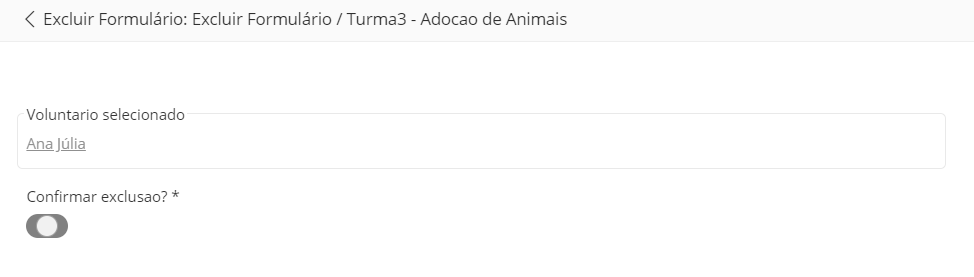 Excluir Formulário: Excluir Formulário / Turma3 - Adocao de Animais
Voluntario selecionado
Ana Júlia
Confirmar exclusao? *